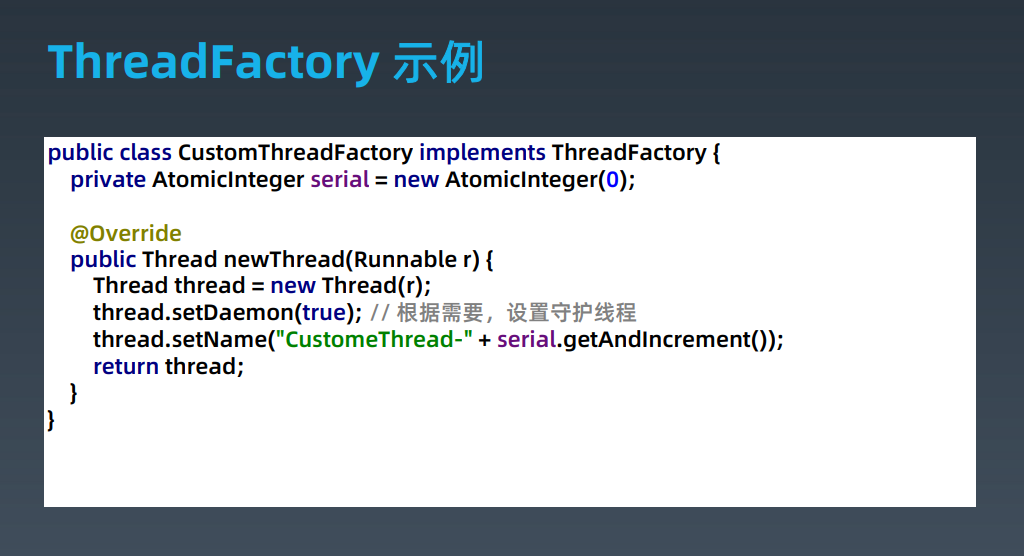 ThreadFactory 示例
public class CustomThreadFactory implements ThreadFactory {
    private AtomicInteger serial = new AtomicInteger(0);
    @Override
    public Thread newThread(Runnable r) {
        Thread thread = new Thread(r);
        thread.setDaemon(true); // 根据需要，设置守护线程
        thread.setName("CustomeThread-" + serial.getAndIncrement());
        return thread;
    }
}